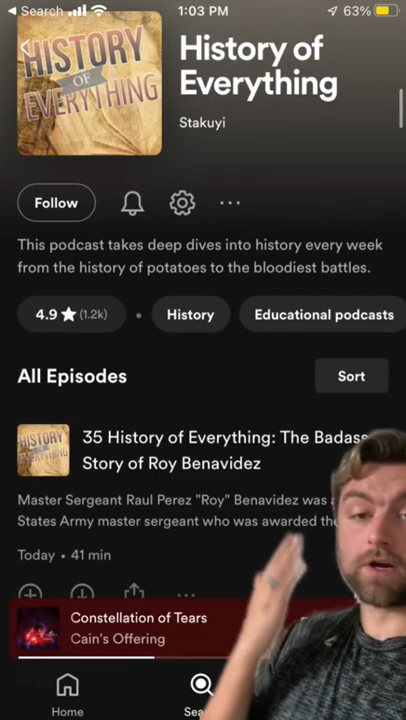 Search
1:03 PM
63%
HISTORY
OF
EVERYTHING
History of
Everything
Stakuyi
Follow
This podcast takes deep dives into history every week
from the history of potatoes to the bloodiest battles.
4.9 ★ (1.2k)
History
Educational podcasts
All Episodes
Sort
HISTORY
OF
EVERYTHING
35 History of Everything: The Badass
Story of Roy Benavidez
Master Sergeant Raul Perez "Roy" Benavidez was
States Army master sergeant who was awarded the
Today • 41 min
Constellation of Tears
Cain's Offering
Home